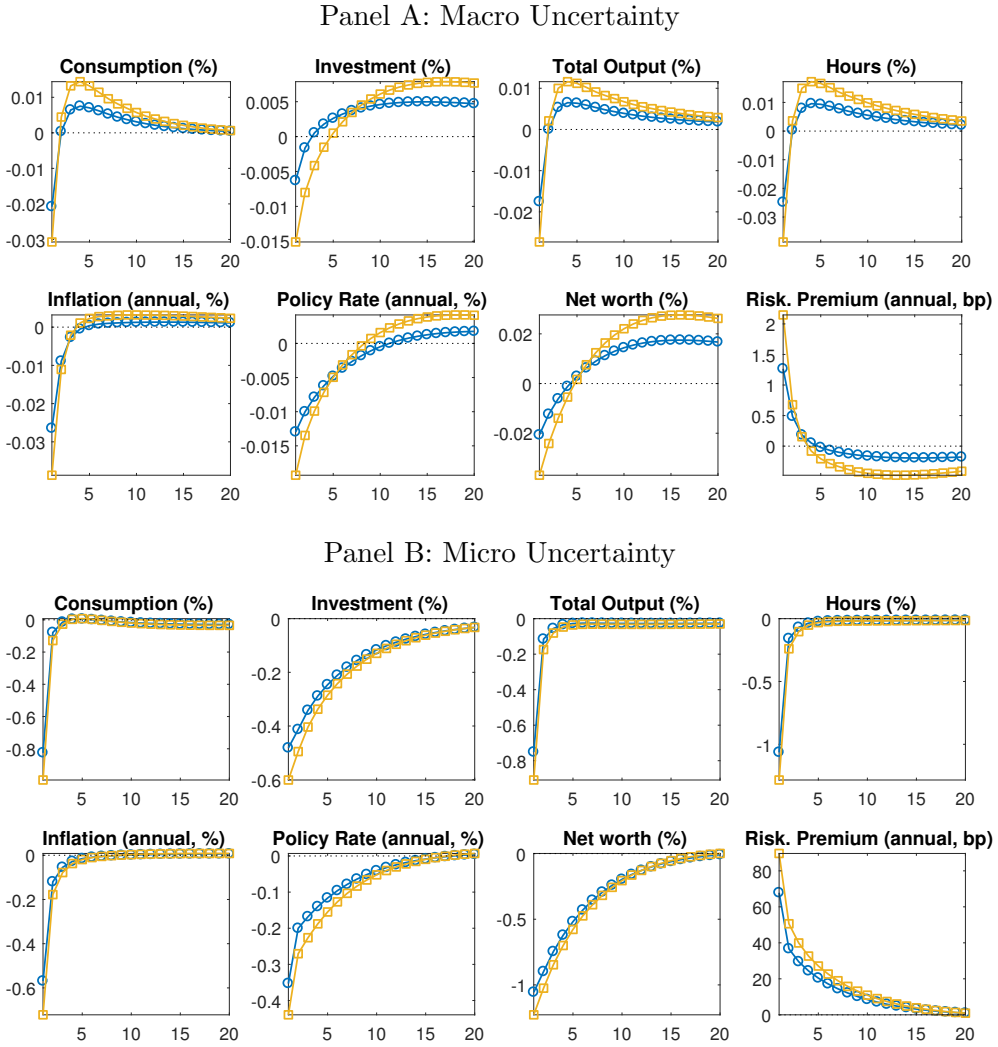 Panel A: Macro Uncertainty
Consumption (%) Investment (%) Total Output (%) Hours (%)
0.01 0 -0.01 -0.02 -0.03
0.005 0 -0.005 -0.01 -0.015
0.01 0 -0.01 -0.02
0.01 0 -0.01 -0.02 -0.03
5 10 15 20 5 10 15 20 5 10 15 20 5 10 15 20
Inflation (annual, %) Policy Rate (annual, %) Net worth (%) Risk. Premium (annual, bp)
0 -0.01 -0.02 -0.03
0 -0.005 -0.01 -0.015
0.02 0 -0.02
2 1.5 1 0.5 0
5 10 15 20 5 10 15 20 5 10 15 20 5 10 15 20
Panel B: Micro Uncertainty
Consumption (%) Investment (%) Total Output (%) Hours (%)
0 -0.2 -0.4 -0.6 -0.8
0 -0.2 -0.4 -0.6
0 -0.2 -0.4 -0.6 -0.8
0 -0.5 -1
5 10 15 20 5 10 15 20 5 10 15 20 5 10 15 20
Inflation (annual, %) Policy Rate (annual, %) Net worth (%) Risk. Premium (annual, bp)
0 -0.2 -0.4 -0.6
0 -0.1 -0.2 -0.3 -0.4
0 -0.5 -1
80 60 40 20 0
5 10 15 20 5 10 15 20 5 10 15 20 5 10 15 20